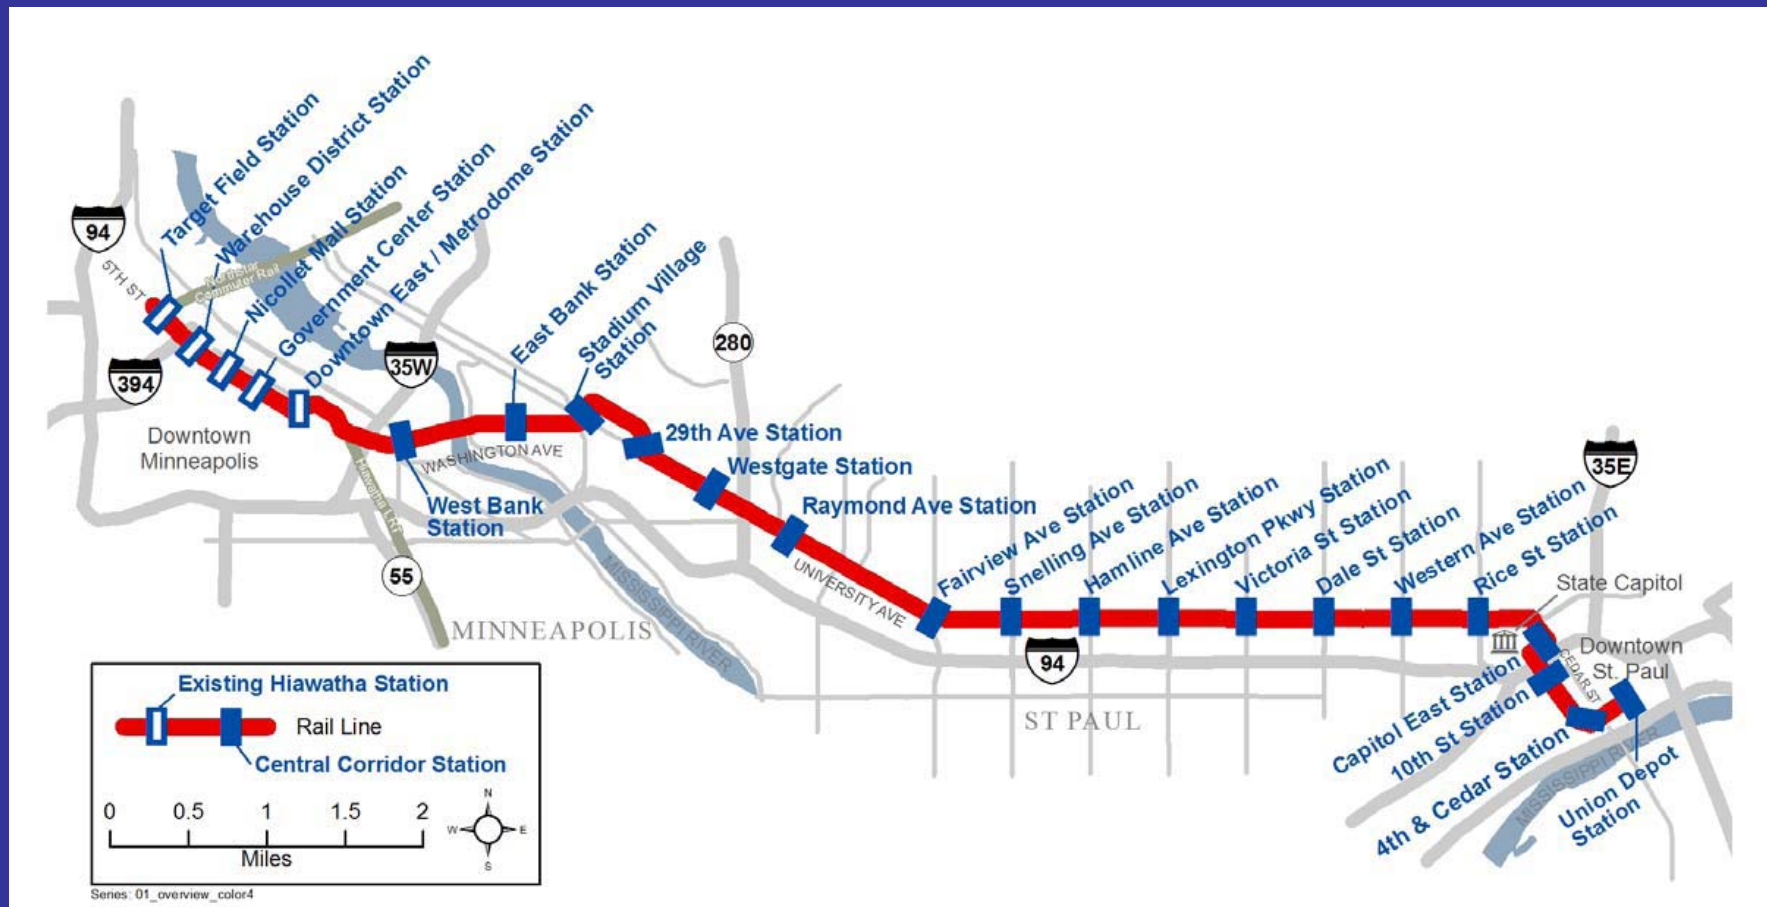 Target Field Station
Warehouse District Station
Nicollet Mall Station
Government Center Station
Downtown East / Metrodome Station
East Bank Station
Stadium Village
Station
94
5TH ST
Northstar
Commuter Rail
394
35W
280
Downtown
Minneapolis
WASHINGTON AVE
Hiawatha LRT
West Bank
Station
29th Ave Station
Westgate Station
Raymond Ave Station
55
UNIVERSITY AVE
MISSISSIPPI RIVER
MINNEAPOLIS
Fairview Ave Station
Snelling Ave Station
Hamline Ave Station
Lexington Pkwy Station
Victoria St Station
Dale St Station
Western Ave Station
Rice St Station
35E
State Capitol
94
ST PAUL
Downtown
St. Paul
CEDAR ST
Capitol East Station
10th St Station
4th & Cedar Station
Union Depot
Station
MISSISSIPPI RIVER
Existing Hiawatha Station
Rail Line
Central Corridor Station
0 0.5 1 1.5 2
Miles
N
W E
S
Series: 01_overview_color4